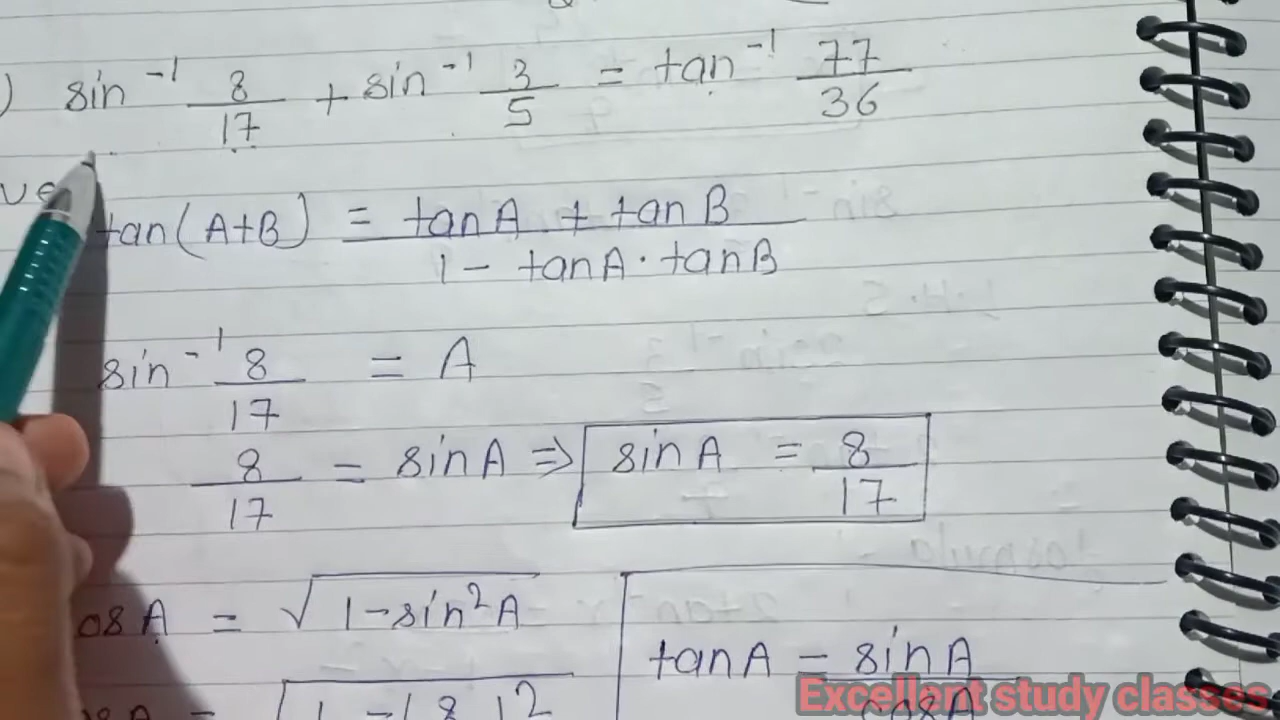 ) sin⁻¹ 8/17 + sin⁻¹ 3/5 = tan⁻¹ 77/36
tan(A+B) = tanA + tanB / 1 - tanA · tanB
sin⁻¹ 8/17 = A
8/17 = sinA ⇒ sinA = 8/17
cosA = √1-sin²A
tanA = sinA / cosA
Excellent study classes